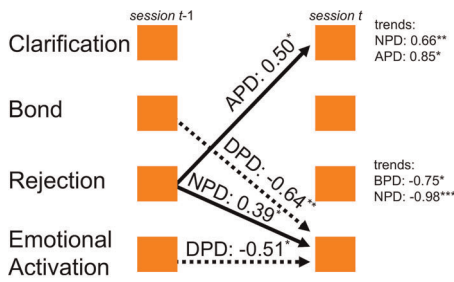 session t-1
session t
Clarification
trends:
NPD: 0.66**
APD: 0.85*
APD: 0.50*
Bond
DPD: -0.64**
Rejection
trends:
BPD: -0.75*
NPD: -0.98***
NPD: 0.39*
Emotional
Activation
DPD: -0.51*